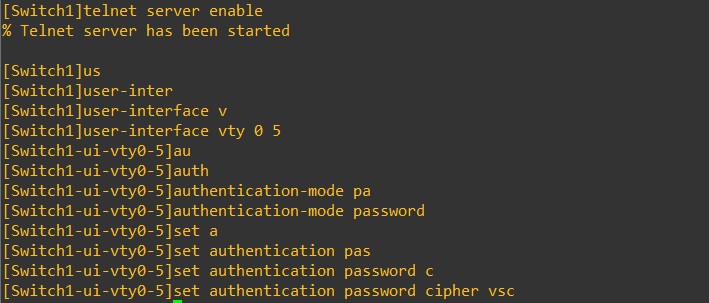 [Switch1]telnet server enable
% Telnet server has been started
[Switch1]us
[Switch1]user-inter
[Switch1]user-interface v
[Switch1]user-interface vty 0 5
[Switch1-ui-vty0-5]au
[Switch1-ui-vty0-5]auth
[Switch1-ui-vty0-5]authentication-mode pa
[Switch1-ui-vty0-5]authentication-mode password
[Switch1-ui-vty0-5]set a
[Switch1-ui-vty0-5]set authentication pas
[Switch1-ui-vty0-5]set authentication password c
[Switch1-ui-vty0-5]set authentication password cipher vsc